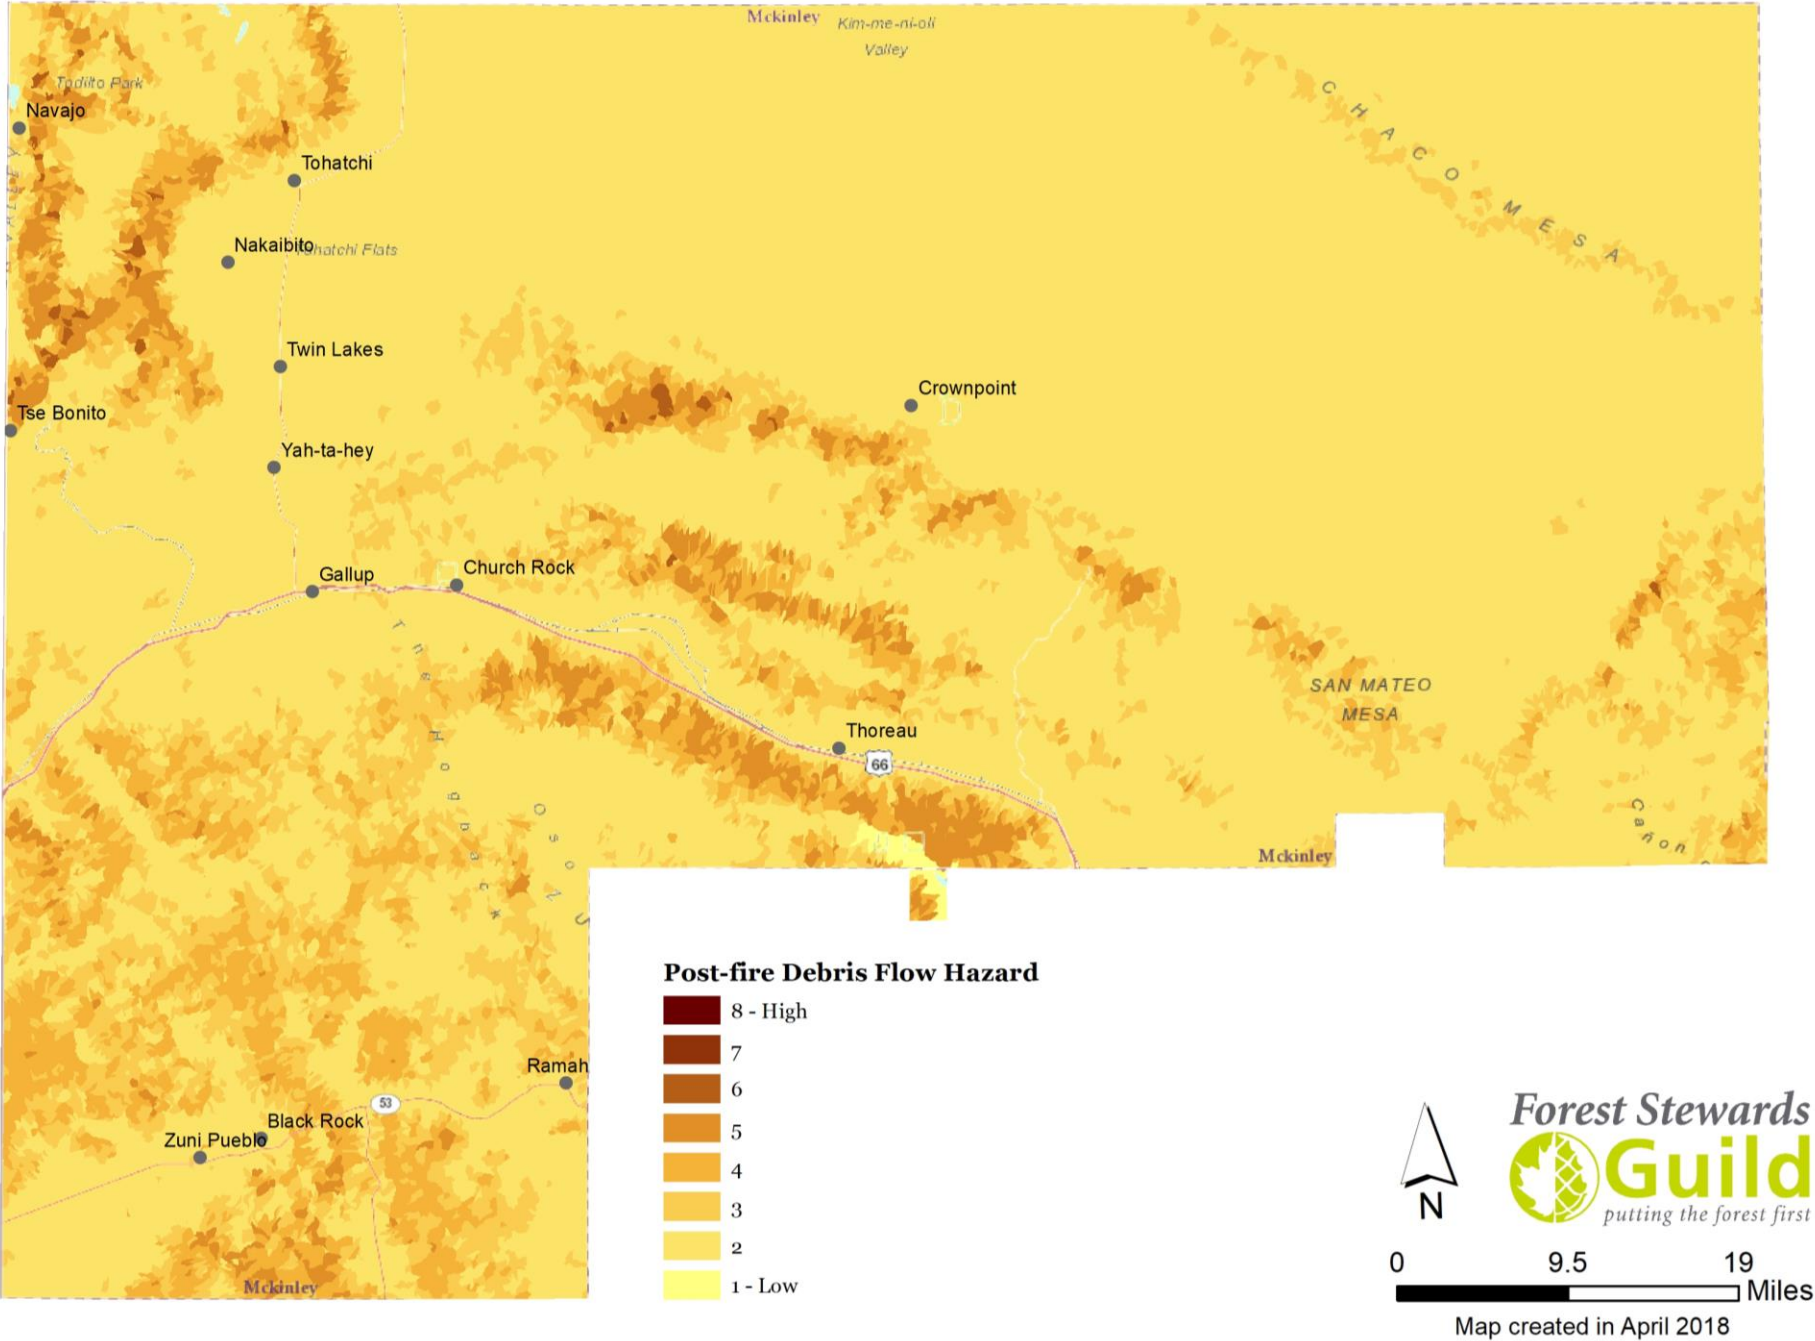 Mckinley
Kim-me-ni-oli
Valley
Todilto Park
Navajo
CHACO MESA
Tohatchi
Nakaibito
Tohatchi Flats
Twin Lakes
Crownpoint
Tse Bonito
Yah-ta-hey
Gallup
Church Rock
The Hogback
SAN MATEO
MESA
Thoreau
66
Cañon
Mckinley
Post-fire Debris Flow Hazard
8 - High
7
6
5
4
3
2
1 - Low
Ramah
53
Black Rock
Zuni Pueblo
Mckinley
N
Forest Stewards
Guild
putting the forest first
0 9.5 19
Miles
Map created in April 2018